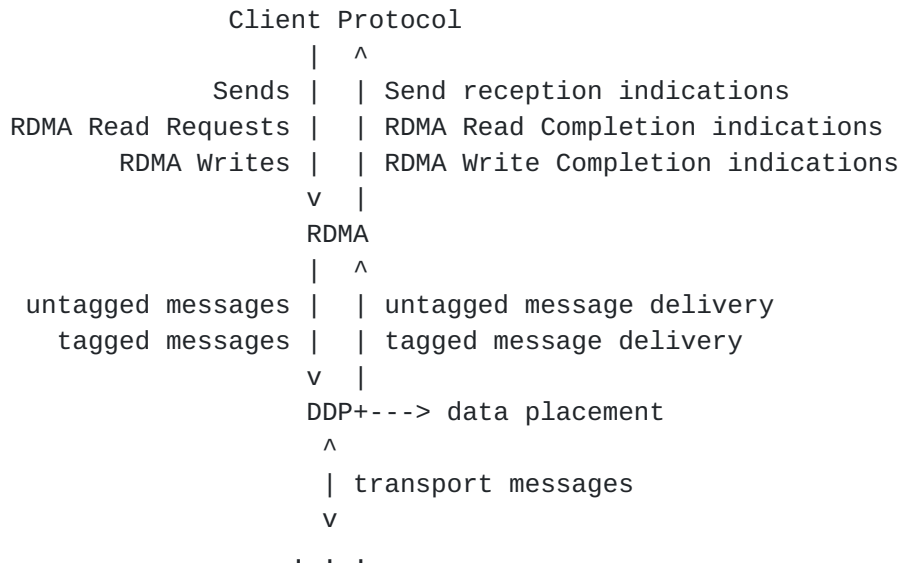 Client Protocol
| ^
Sends | | Send reception indications
RDMA Read Requests | | RDMA Read Completion indications
RDMA Writes | | RDMA Write Completion indications
v |
RDMA
| ^
untagged messages | | untagged message delivery
tagged messages | | tagged message delivery
v |
DDP+---> data placement
^
| transport messages
v
. . .